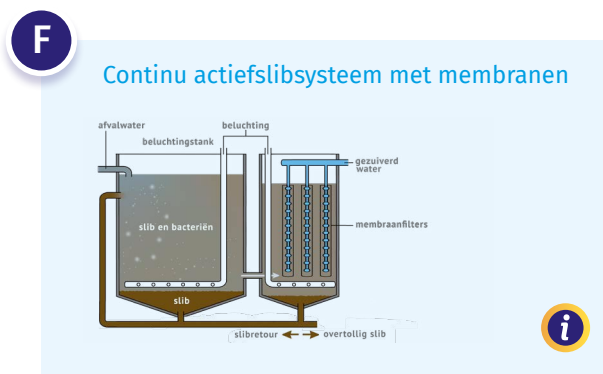 F
Continu actiefslibsysteem met membranen
afvalwater
beluchting
beluchtingstank
gezuiverd
water
slib en bacteriën
membraanfilters
slib
slibretour
overtollig slib
i